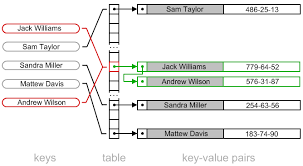 Sam Taylor 486-25-13
Jack Williams
Sam Taylor
Sandra Miller
Mattew Davis
Andrew Wilson
Jack Williams 779-64-52
Andrew Wilson 576-31-87
Sandra Miller 254-63-56
Mattew Davis 183-74-90
keys table key-value pairs